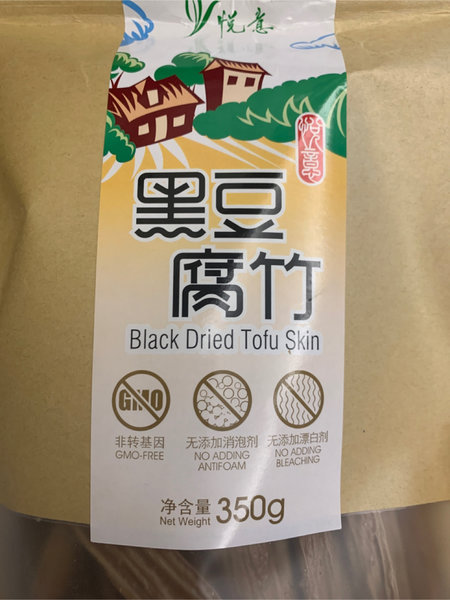 悦意
悦意
黑豆
腐竹
Black Dried Tofu Skin
GMO
非转基因
GMO-FREE
无添加消泡剂
NO ADDING
ANTIFOAM
无添加漂白剂
NO ADDING
BLEACHING
净含量
Net Weight
350g